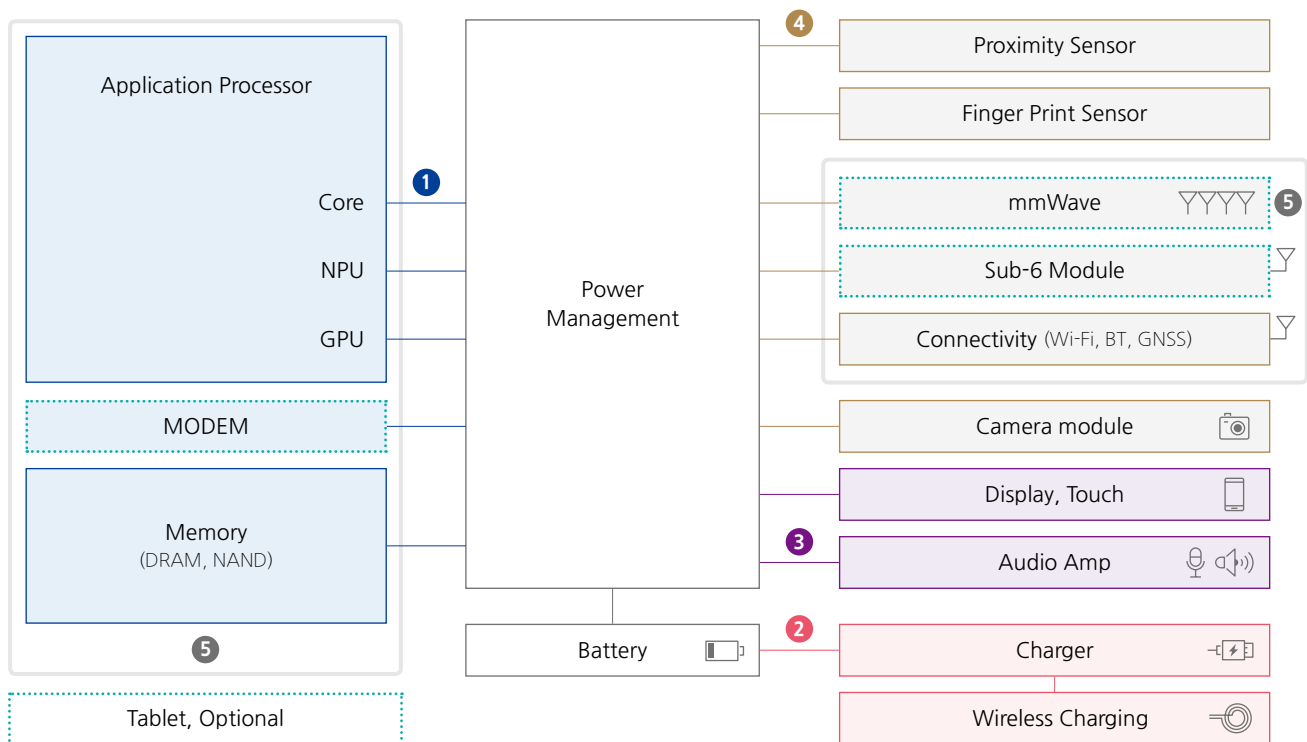 Application Processor
Core
NPU
GPU
1
MODEM
Memory
(DRAM, NAND)
5
Tablet, Optional
Power
Management
Battery
4
Proximity Sensor
Finger Print Sensor
mmWave
5
Sub-6 Module
Connectivity (Wi-Fi, BT, GNSS)
Camera module
Display, Touch
3
Audio Amp
2
Charger
Wireless Charging